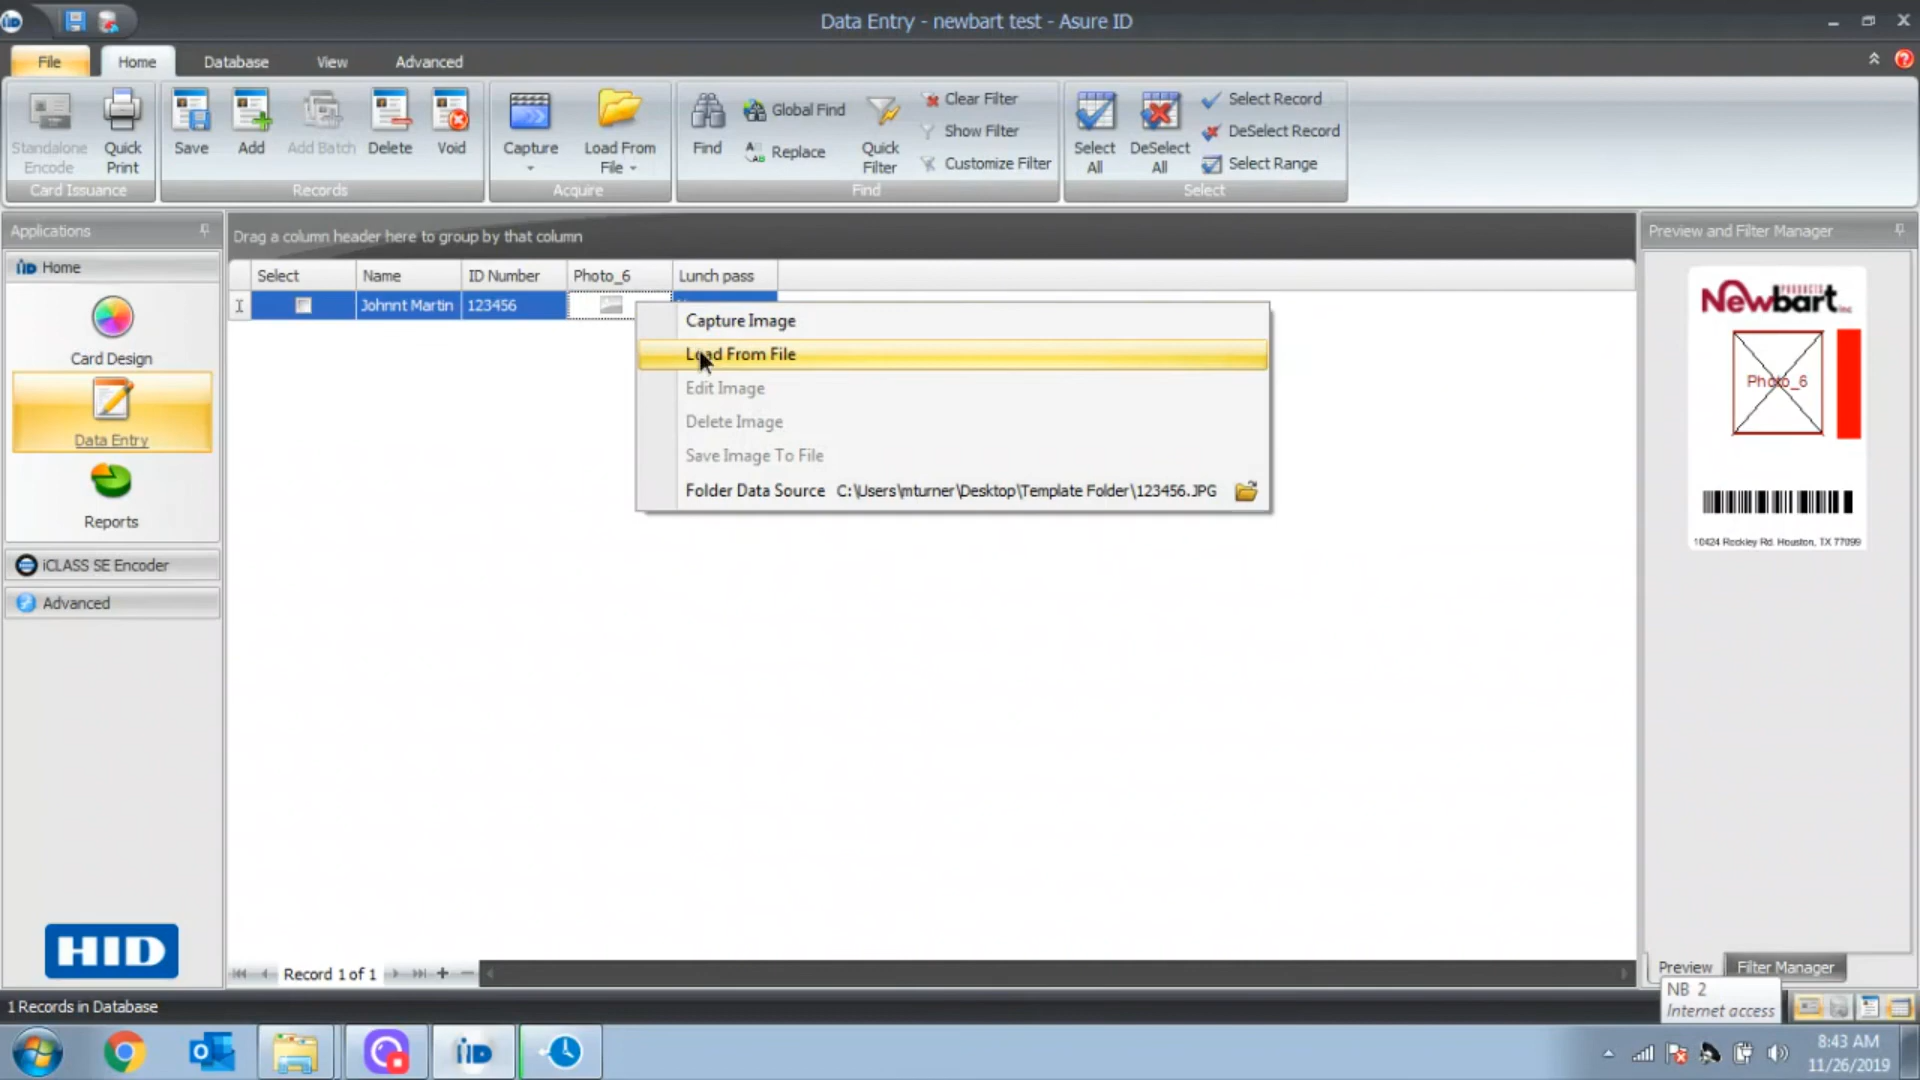 Data Entry - newbart test - Asure ID
File
Home
Database
View
Advanced
Standalone Encode
Quick Print
Card Issuance
Save
Add
Add Batch
Delete
Void
Records
Capture
Load From File
Acquire
Find
Global Find
Replace
Quick Filter
Clear Filter
Show Filter
Customize Filter
Find
Select All
DeSelect All
Select Record
DeSelect Record
Select Range
Select
Applications
iD Home
Card Design
Data Entry
Reports
iCLASS SE Encoder
Advanced
HID
Drag a column header here to group by that column
Select
Name
ID Number
Photo_6
Lunch pass
Johnnt Martin
123456
Capture Image
Load From File
Edit Image
Delete Image
Save Image To File
Folder Data Source C:\Users\mturner\Desktop\Template Folder\123456.JPG
Preview and Filter Manager
PRODUCTS
Newbart inc
Photo_6
10424 Rockley Rd. Houston, TX 77099
Record 1 of 1
Preview
Filter Manager
NB 2
Internet access
1 Records in Database
8:43 AM
11/26/2019